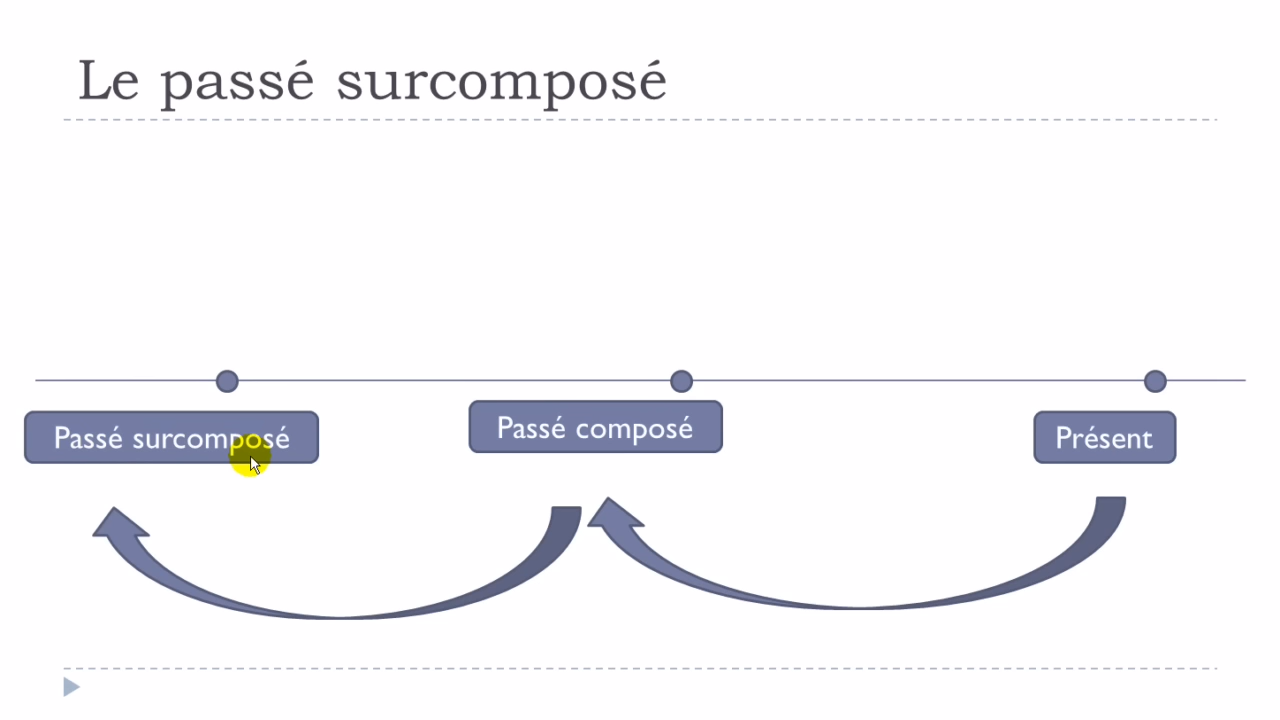 Le passé surcomposé
Passé surcomposé
Passé composé
Présent